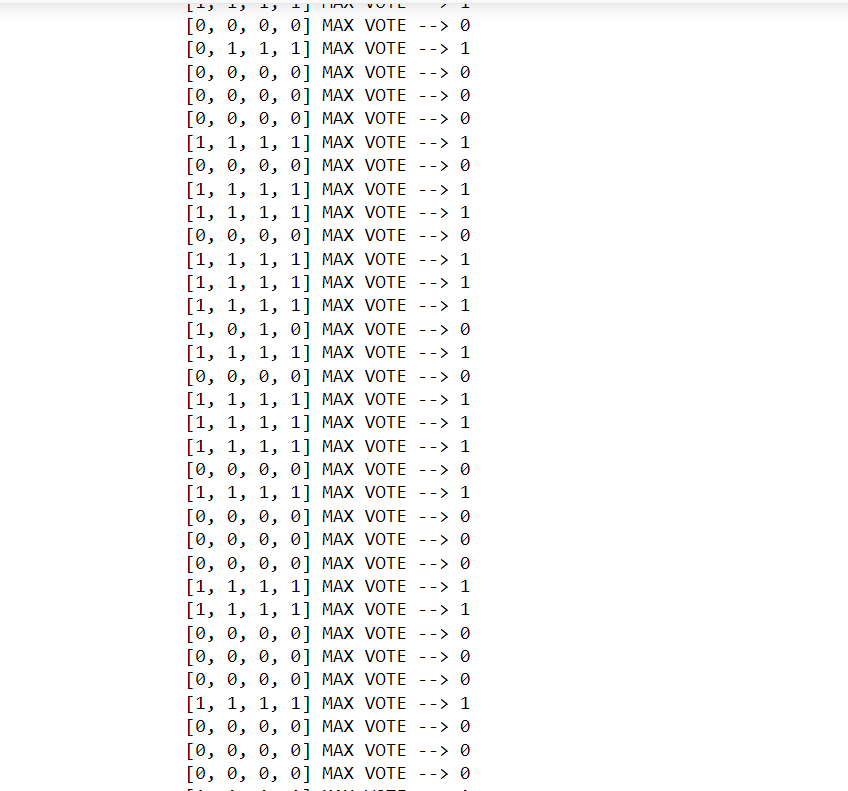 [1, 1, 1, 1] MAX VOTE --> 1
[0, 0, 0, 0] MAX VOTE --> 0
[0, 1, 1, 1] MAX VOTE --> 1
[0, 0, 0, 0] MAX VOTE --> 0
[0, 0, 0, 0] MAX VOTE --> 0
[0, 0, 0, 0] MAX VOTE --> 0
[1, 1, 1, 1] MAX VOTE --> 1
[0, 0, 0, 0] MAX VOTE --> 0
[1, 1, 1, 1] MAX VOTE --> 1
[1, 1, 1, 1] MAX VOTE --> 1
[0, 0, 0, 0] MAX VOTE --> 0
[1, 1, 1, 1] MAX VOTE --> 1
[1, 1, 1, 1] MAX VOTE --> 1
[1, 1, 1, 1] MAX VOTE --> 1
[1, 0, 1, 0] MAX VOTE --> 0
[1, 1, 1, 1] MAX VOTE --> 1
[0, 0, 0, 0] MAX VOTE --> 0
[1, 1, 1, 1] MAX VOTE --> 1
[1, 1, 1, 1] MAX VOTE --> 1
[1, 1, 1, 1] MAX VOTE --> 1
[0, 0, 0, 0] MAX VOTE --> 0
[1, 1, 1, 1] MAX VOTE --> 1
[0, 0, 0, 0] MAX VOTE --> 0
[0, 0, 0, 0] MAX VOTE --> 0
[0, 0, 0, 0] MAX VOTE --> 0
[1, 1, 1, 1] MAX VOTE --> 1
[1, 1, 1, 1] MAX VOTE --> 1
[0, 0, 0, 0] MAX VOTE --> 0
[0, 0, 0, 0] MAX VOTE --> 0
[0, 0, 0, 0] MAX VOTE --> 0
[1, 1, 1, 1] MAX VOTE --> 1
[0, 0, 0, 0] MAX VOTE --> 0
[0, 0, 0, 0] MAX VOTE --> 0
[0, 0, 0, 0] MAX VOTE --> 0